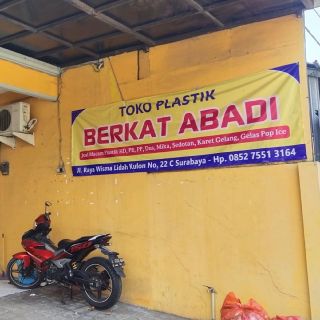 TOKO PLASTIK
BERKAT ABADI
Jual Macam Plastik HD, PE, PP, Dus, Mika, Sedotan, Karet Gelang, Gelas Pop Ice
Jl. Raya Wisma Lidah Kulon No, 22 C Surabaya - Hp. 0852 7551 3164